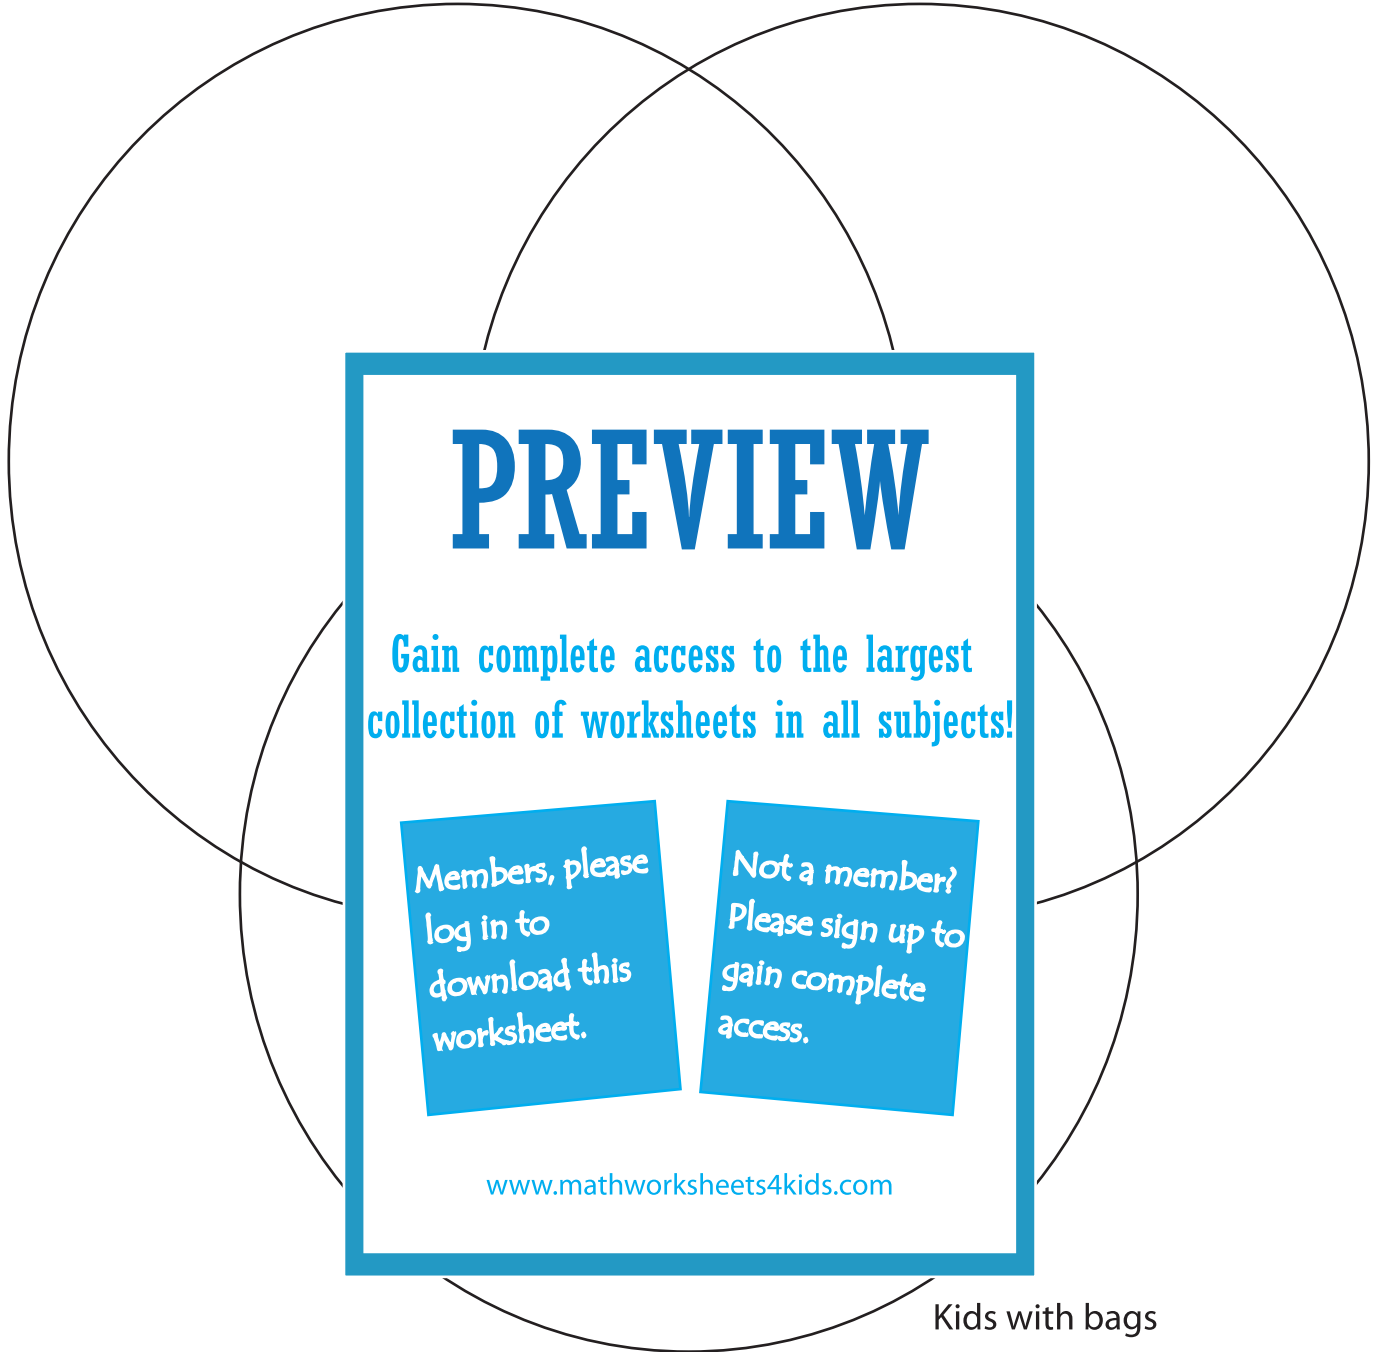 PREVIEW
Gain complete access to the largest
collection of worksheets in all subjects!
Members, please
log in to
download this
worksheet.
Not a member?
Please sign up to
gain complete
access.
www.mathworksheets4kids.com
Kids with bags